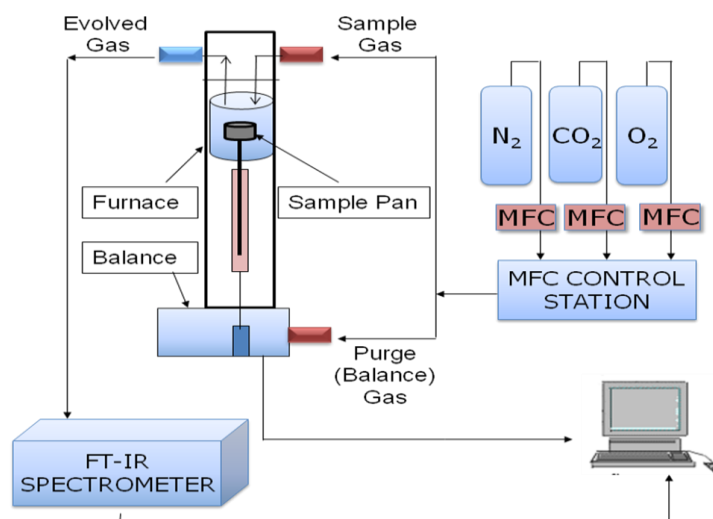 Evolved
Gas
Sample
Gas
N2
CO2
O2
MFC
MFC
MFC
Furnace
Sample Pan
Balance
MFC CONTROL
STATION
Purge
(Balance)
Gas
FT-IR
SPECTROMETER